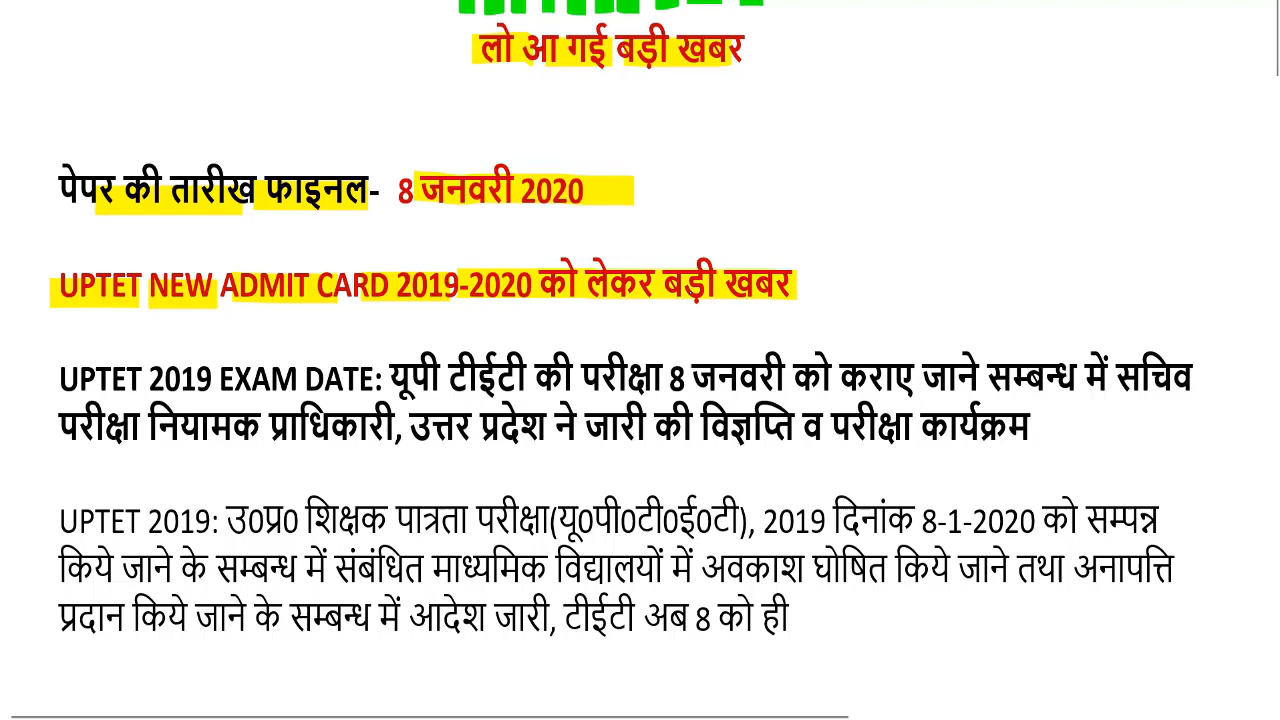 लो आ गई बड़ी खबर
पेपर की तारीख फाइनल- 8 जनवरी 2020
UPTET NEW ADMIT CARD 2019-2020 को लेकर बड़ी खबर
UPTET 2019 EXAM DATE: यूपी टीईटी की परीक्षा 8 जनवरी को कराए जाने सम्बन्ध में सचिव
परीक्षा नियामक प्राधिकारी, उत्तर प्रदेश ने जारी की विज्ञप्ति व परीक्षा कार्यक्रम
UPTET 2019: उ0प्र0 शिक्षक पात्रता परीक्षा(यू0पी0टी0ई0टी), 2019 दिनांक 8-1-2020 को सम्पन्न
किये जाने के सम्बन्ध में संबंधित माध्यमिक विद्यालयों में अवकाश घोषित किये जाने तथा अनापत्ति
प्रदान किये जाने के सम्बन्ध में आदेश जारी, टीईटी अब 8 को ही